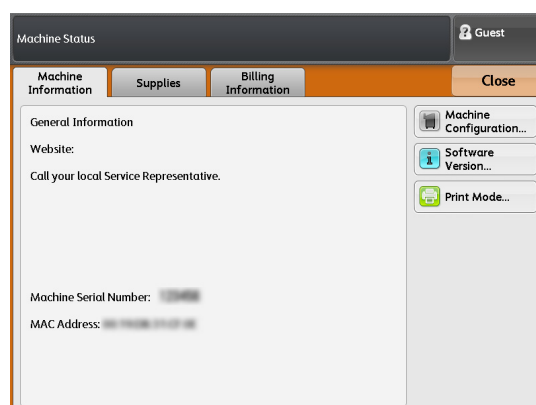 Machine Status
Guest
Machine
Information
Supplies
Billing
Information
Close
General Information
Website:
Call your local Service Representative.
Machine Serial Number:
MAC Address:
Machine
Configuration...
Software
Version...
Print Mode...